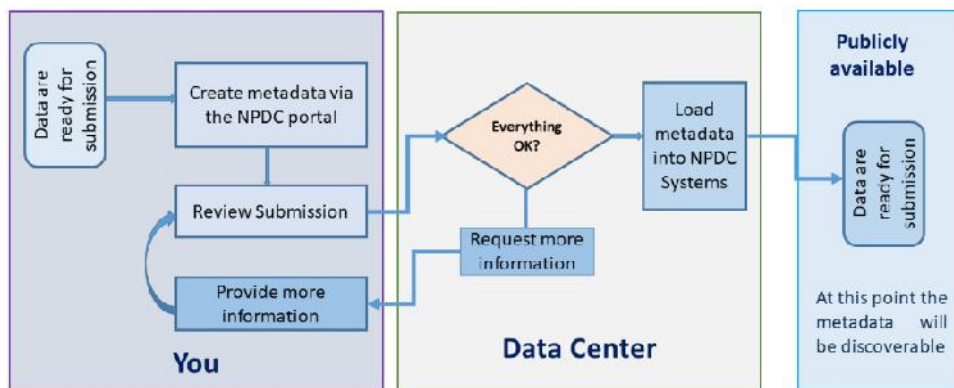 Data are
ready for
submission
Create metadata via
the NPDC portal
Review Submission
Provide more
information
You
Everything
OK?
Request more
information
Load
metadata
into NPDC
Systems
Data Center
Publicly
available
Data are
ready for
submission
At this point the
metadata will
be discoverable